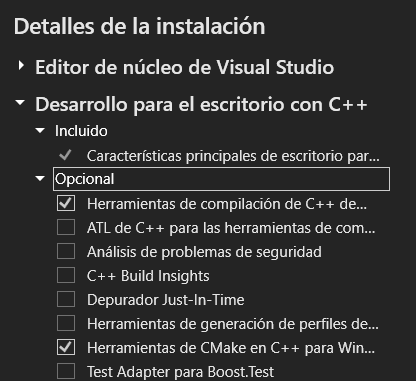 Detalles de la instalación
Editor de núcleo de Visual Studio
Desarrollo para el escritorio con C++
Incluido
Características principales de escritorio par...
Opcional
Herramientas de compilación de C++ de...
ATL de C++ para las herramientas de com...
Análisis de problemas de seguridad
C++ Build Insights
Depurador Just-In-Time
Herramientas de generación de perfiles de...
Herramientas de CMake en C++ para Win...
Test Adapter para Boost.Test